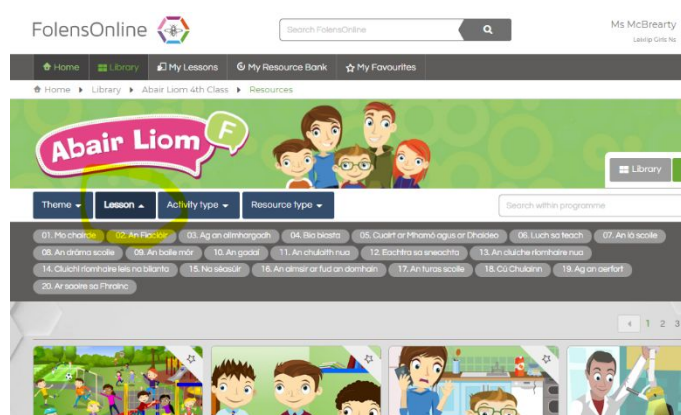 FolensOnline
Search FolensOnline
Ms McBrearty
Leixlip Girls Ns
Home Library My Lessons My Resource Bank My Favourites
Home Library Abair Liom 4th Class Resources
Abair Liom F
Library
Theme Lesson Activity type Resource type Search within programme
01. Mo chairde 02. An Fiaclóir 03. Ag an ollmhargadh 04. Bia blasta 05. Cuairt ar Mhamó agus ar Dhaideo 06. Luch sa teach 07. An lá scoile
08. An dráma scoile 09. An baile mór 10. An gadaí 11. An chulaith nua 12. Eachtra sa sneachta 13. An cluiche ríomhaire nua
14. Cluichí ríomhaire leis na blianta 15. Na séasúir 16. An aimsir ar fud an domhain 17. An turas scoile 18. Cú Chulainn 19. Ag an aerfort
20. Ar saoire sa Fhrainc
1 2 3